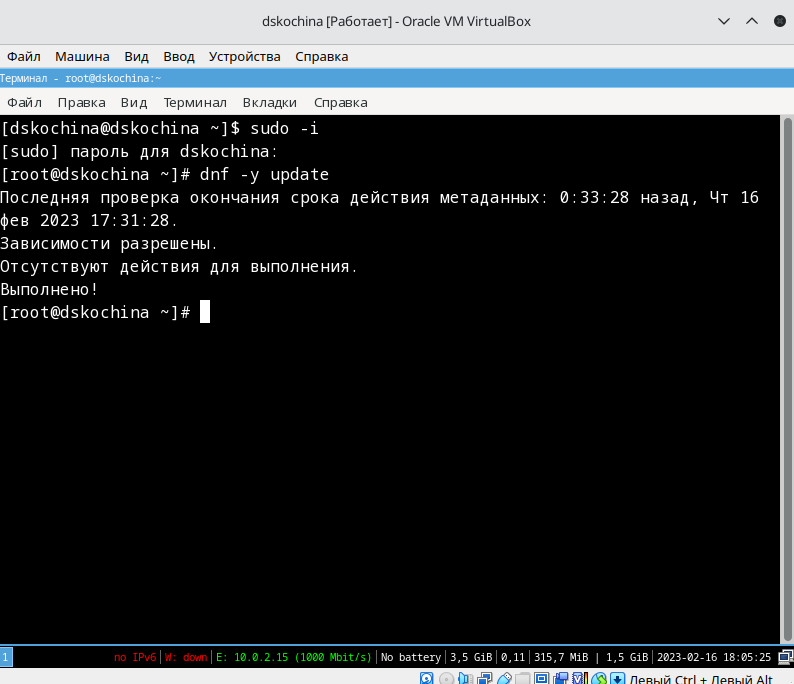 dskochina [Работает] - Oracle VM VirtualBox
Файл Машина Вид Ввод Устройства Справка
Терминал - root@dskochina:~
Файл Правка Вид Терминал Вкладки Справка
[dskochina@dskochina ~]$ sudo -i
[sudo] пароль для dskochina:
[root@dskochina ~]# dnf -y update
Последняя проверка окончания срока действия метаданных: 0:33:28 назад, Чт 16
фев 2023 17:31:28.
Зависимости разрешены.
Отсутствуют действия для выполнения.
Выполнено!
[root@dskochina ~]#
1 no IPv6 | W: down | E: 10.0.2.15 (1000 Mbit/s) | No battery | 3,5 GiB | 0,11 | 315,7 MiB | 1,5 GiB | 2023-02-16 18:05:25
Левый Ctrl + Левый Alt